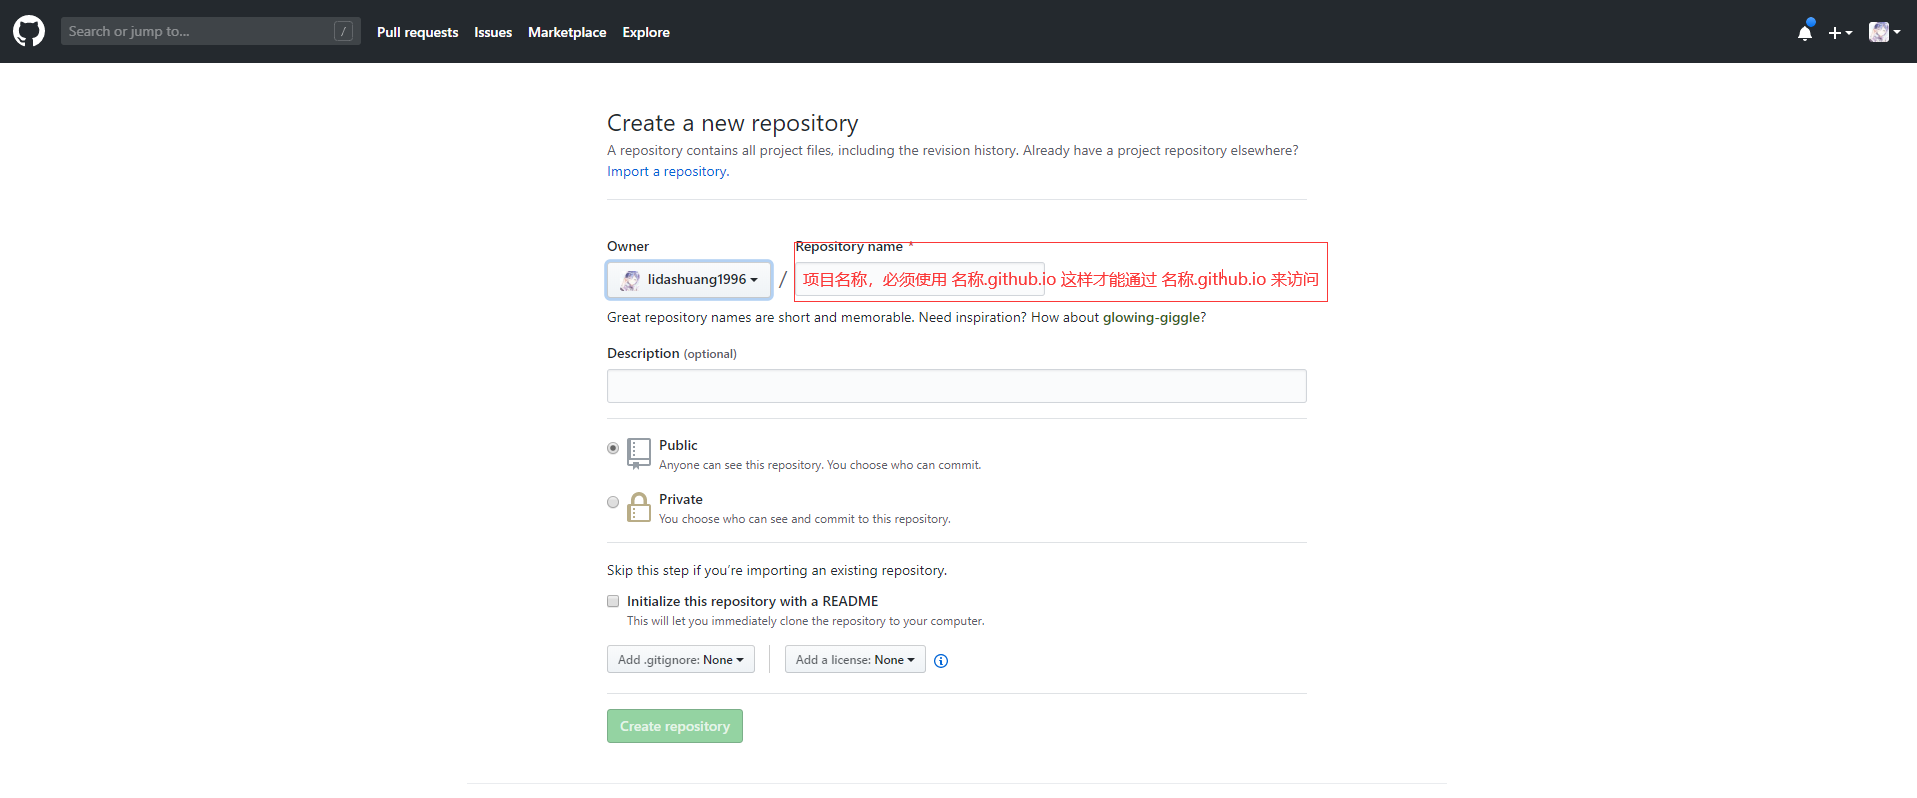 Search or jump to... /
Pull requests Issues Marketplace Explore
Create a new repository
A repository contains all project files, including the revision history. Already have a project repository elsewhere?
Import a repository.
Owner
Repository name *
lidashuang1996 /
项目名称，必须使用 名称.github.io 这样才能通过 名称.github.io 来访问
Great repository names are short and memorable. Need inspiration? How about glowing-giggle?
Description (optional)
Public
Anyone can see this repository. You choose who can commit.
Private
You choose who can see and commit to this repository.
Skip this step if you’re importing an existing repository.
Initialize this repository with a README
This will let you immediately clone the repository to your computer.
Add .gitignore: None
Add a license: None
Create repository